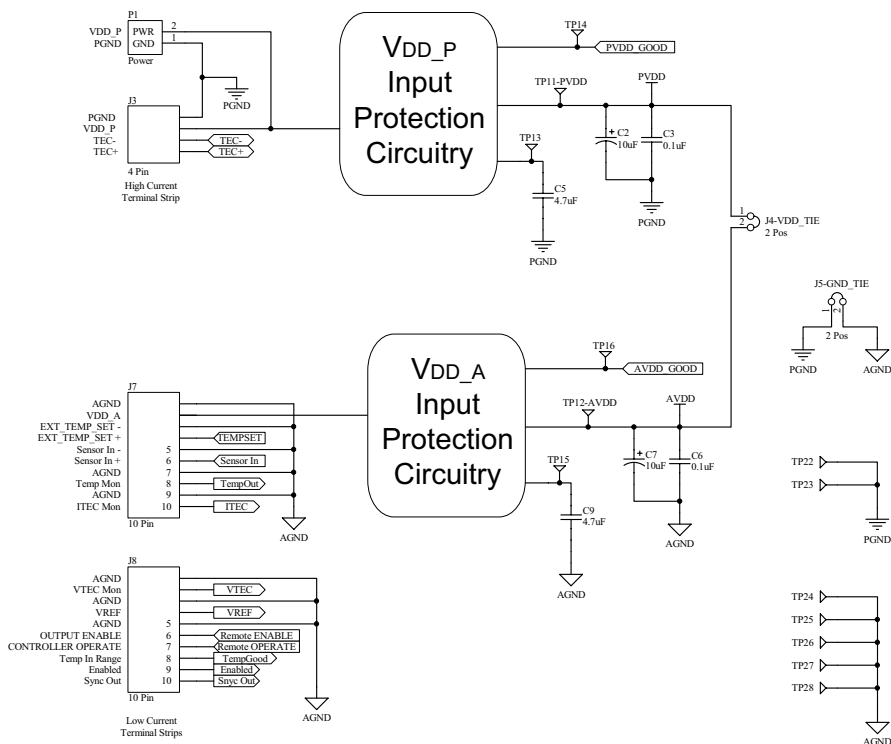 P1
VDD_P PWR 2
PGND GND 1
Power
PGND
J3
PGND
VDD_P
TEC- TEC-
TEC+ TEC+
4 Pin
High Current
Terminal Strip
VDD_P
Input
Protection
Circuitry
TP14
PVDD_GOOD
TP11-PVDD
PVDD
C2
10uF
C3
0.1uF
PGND
TP13
C5
4.7uF
PGND
1
2
J4-VDD_TIE
2 Pos
J5-GND_TIE
1 2
2 Pos
PGND
AGND
J7
AGND
VDD_A
EXT_TEMP_SET -
EXT_TEMP_SET + TEMPSET
Sensor In - 5
Sensor In + 6 Sensor In
AGND 7
Temp Mon 8 TempOut
AGND 9
ITEC Mon 10 ITEC
10 Pin
AGND
VDD_A
Input
Protection
Circuitry
TP16
AVDD_GOOD
TP12-AVDD
AVDD
C7
10uF
C6
0.1uF
AGND
TP15
C9
4.7uF
AGND
TP22
TP23
PGND
J8
AGND
VTEC Mon VTEC
AGND
VREF VREF
AGND 5
OUTPUT ENABLE 6 Remote ENABLE
CONTROLLER OPERATE 7 Remote OPERATE
Temp In Range 8 TempGood
Enabled 9 Enabled
Sync Out 10 Snyc Out
10 Pin
Low Current
Terminal Strips
AGND
TP24
TP25
TP26
TP27
TP28
AGND